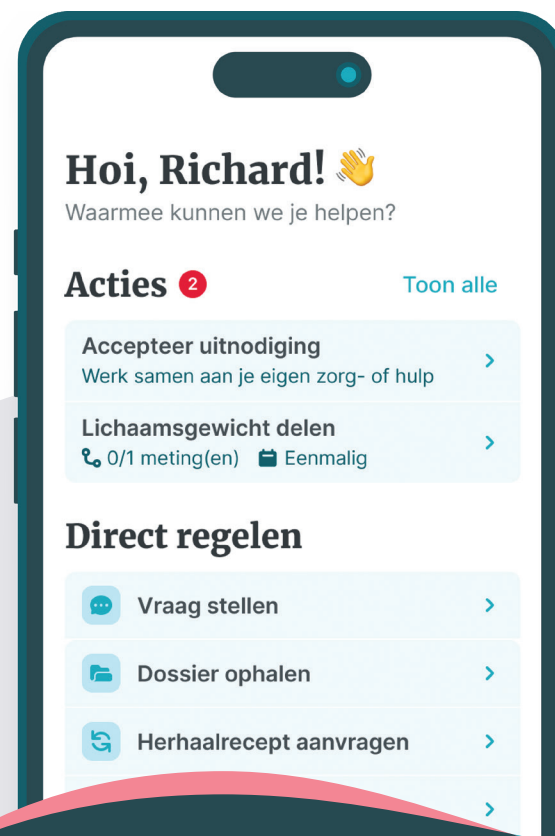 Hoi, Richard! 👋
Waarmee kunnen we je helpen?
Acties 2
Toon alle
Accepteer uitnodiging
Werk samen aan je eigen zorg- of hulp
Lichaamsgewicht delen
0/1 meting(en) Eenmalig
Direct regelen
Vraag stellen
Dossier ophalen
Herhaalrecept aanvragen